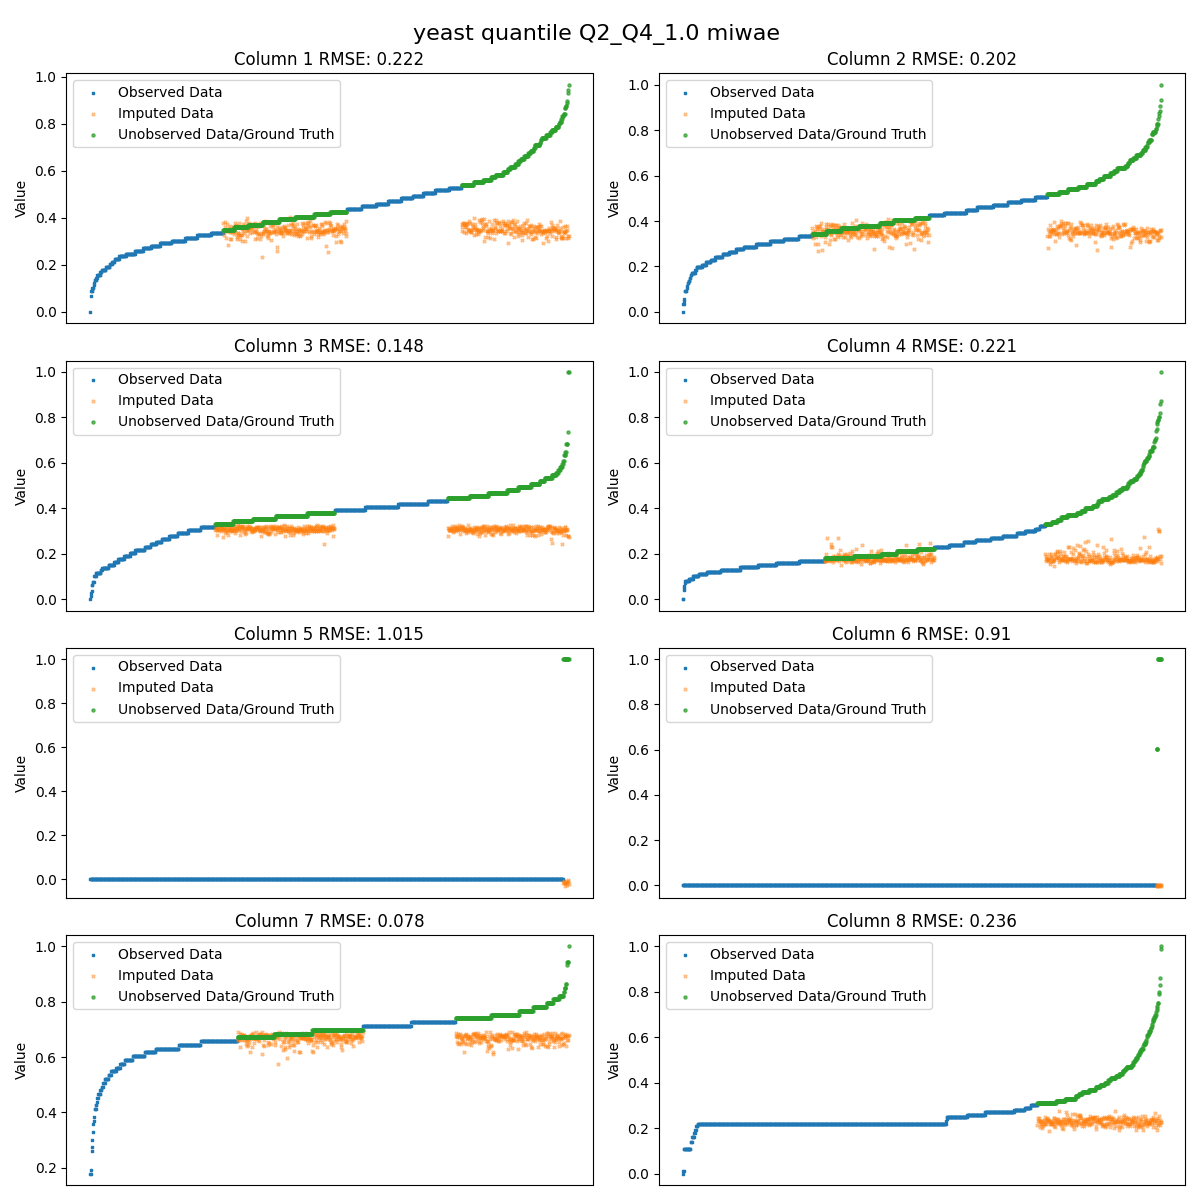 yeast quantile Q2_Q4_1.0 miwae
Column 1 RMSE: 0.222
Value
1.0
0.8
0.6
0.4
0.2
0.0
Observed Data
Imputed Data
Unobserved Data/Ground Truth
Column 2 RMSE: 0.202
Value
1.0
0.8
0.6
0.4
0.2
0.0
Observed Data
Imputed Data
Unobserved Data/Ground Truth
Column 3 RMSE: 0.148
Value
1.0
0.8
0.6
0.4
0.2
0.0
Observed Data
Imputed Data
Unobserved Data/Ground Truth
Column 4 RMSE: 0.221
Value
1.0
0.8
0.6
0.4
0.2
0.0
Observed Data
Imputed Data
Unobserved Data/Ground Truth
Column 5 RMSE: 1.015
Value
1.0
0.8
0.6
0.4
0.2
0.0
Observed Data
Imputed Data
Unobserved Data/Ground Truth
Column 6 RMSE: 0.91
Value
1.0
0.8
0.6
0.4
0.2
0.0
Observed Data
Imputed Data
Unobserved Data/Ground Truth
Column 7 RMSE: 0.078
Value
1.0
0.8
0.6
0.4
0.2
Observed Data
Imputed Data
Unobserved Data/Ground Truth
Column 8 RMSE: 0.236
Value
1.0
0.8
0.6
0.4
0.2
0.0
Observed Data
Imputed Data
Unobserved Data/Ground Truth